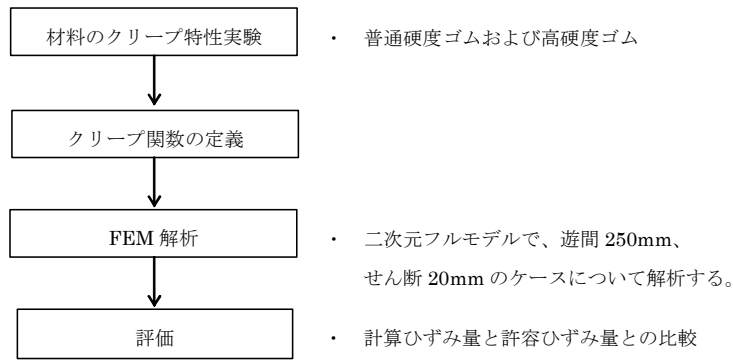 材料のクリープ特性実験
・ 普通硬度ゴムおよび高硬度ゴム
クリープ関数の定義
FEM 解析
・ 二次元フルモデルで、遊間 250mm、
せん断 20mm のケースについて解析する。
評価
・ 計算ひずみ量と許容ひずみ量との比較